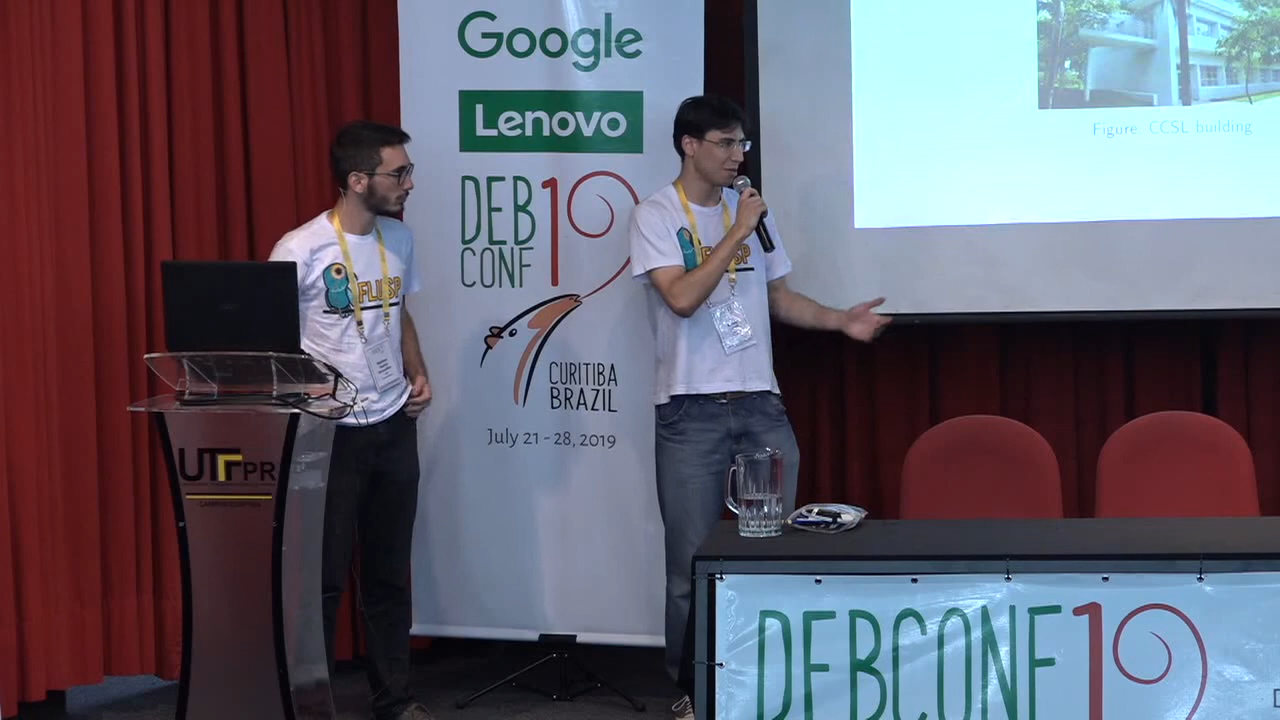 Google
Lenovo
DEB
CONF 19
CURITIBA
BRAZIL
July 21 - 28, 2019
Figure: CCSL building
FLUSP
FLUSP
UTFPR
DEBCONF19